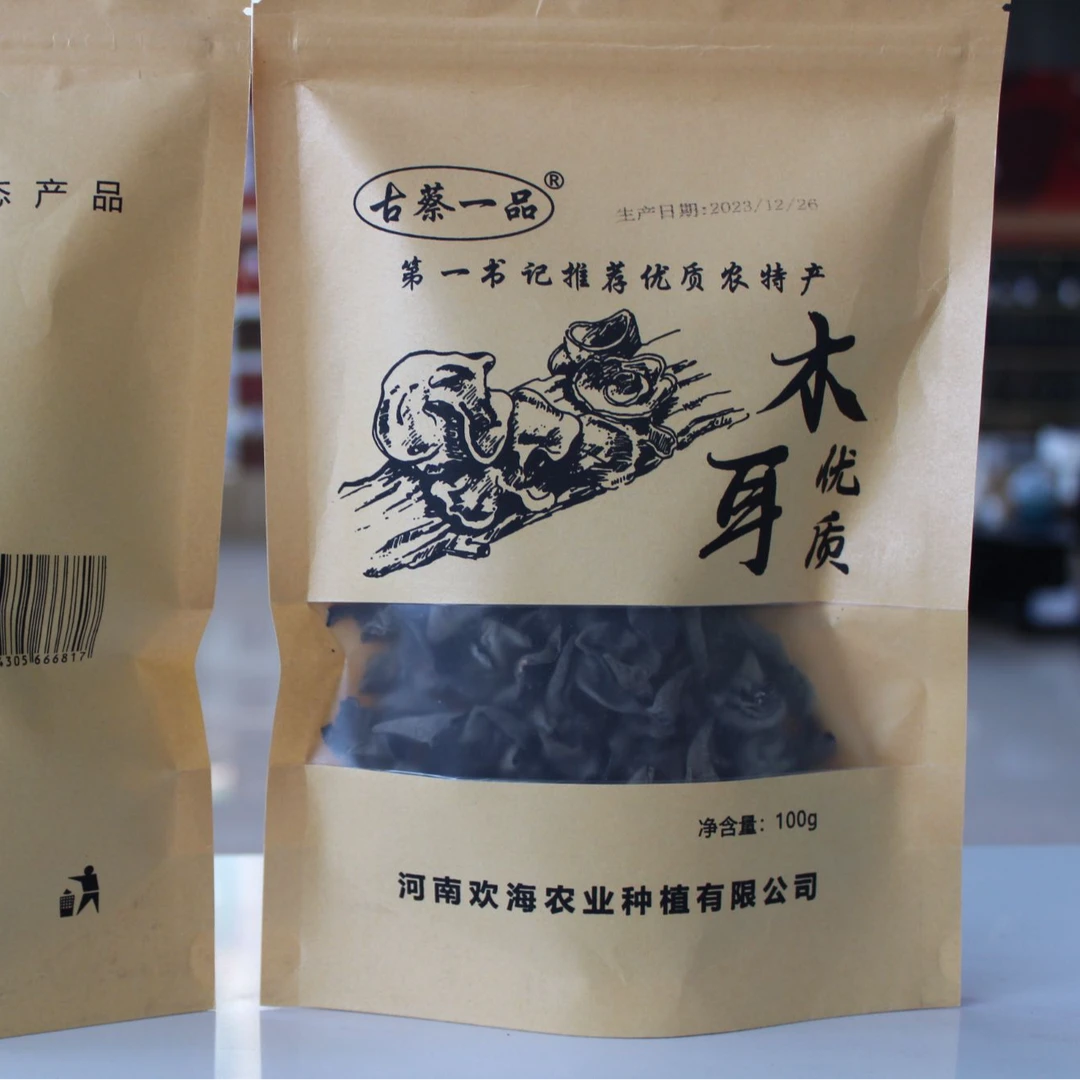 产品
666817
古蔡一品®
生产日期:2023/12/26
第一书记推荐优质农特产
木耳
优质
净含量：100g
河南欢海农业种植有限公司